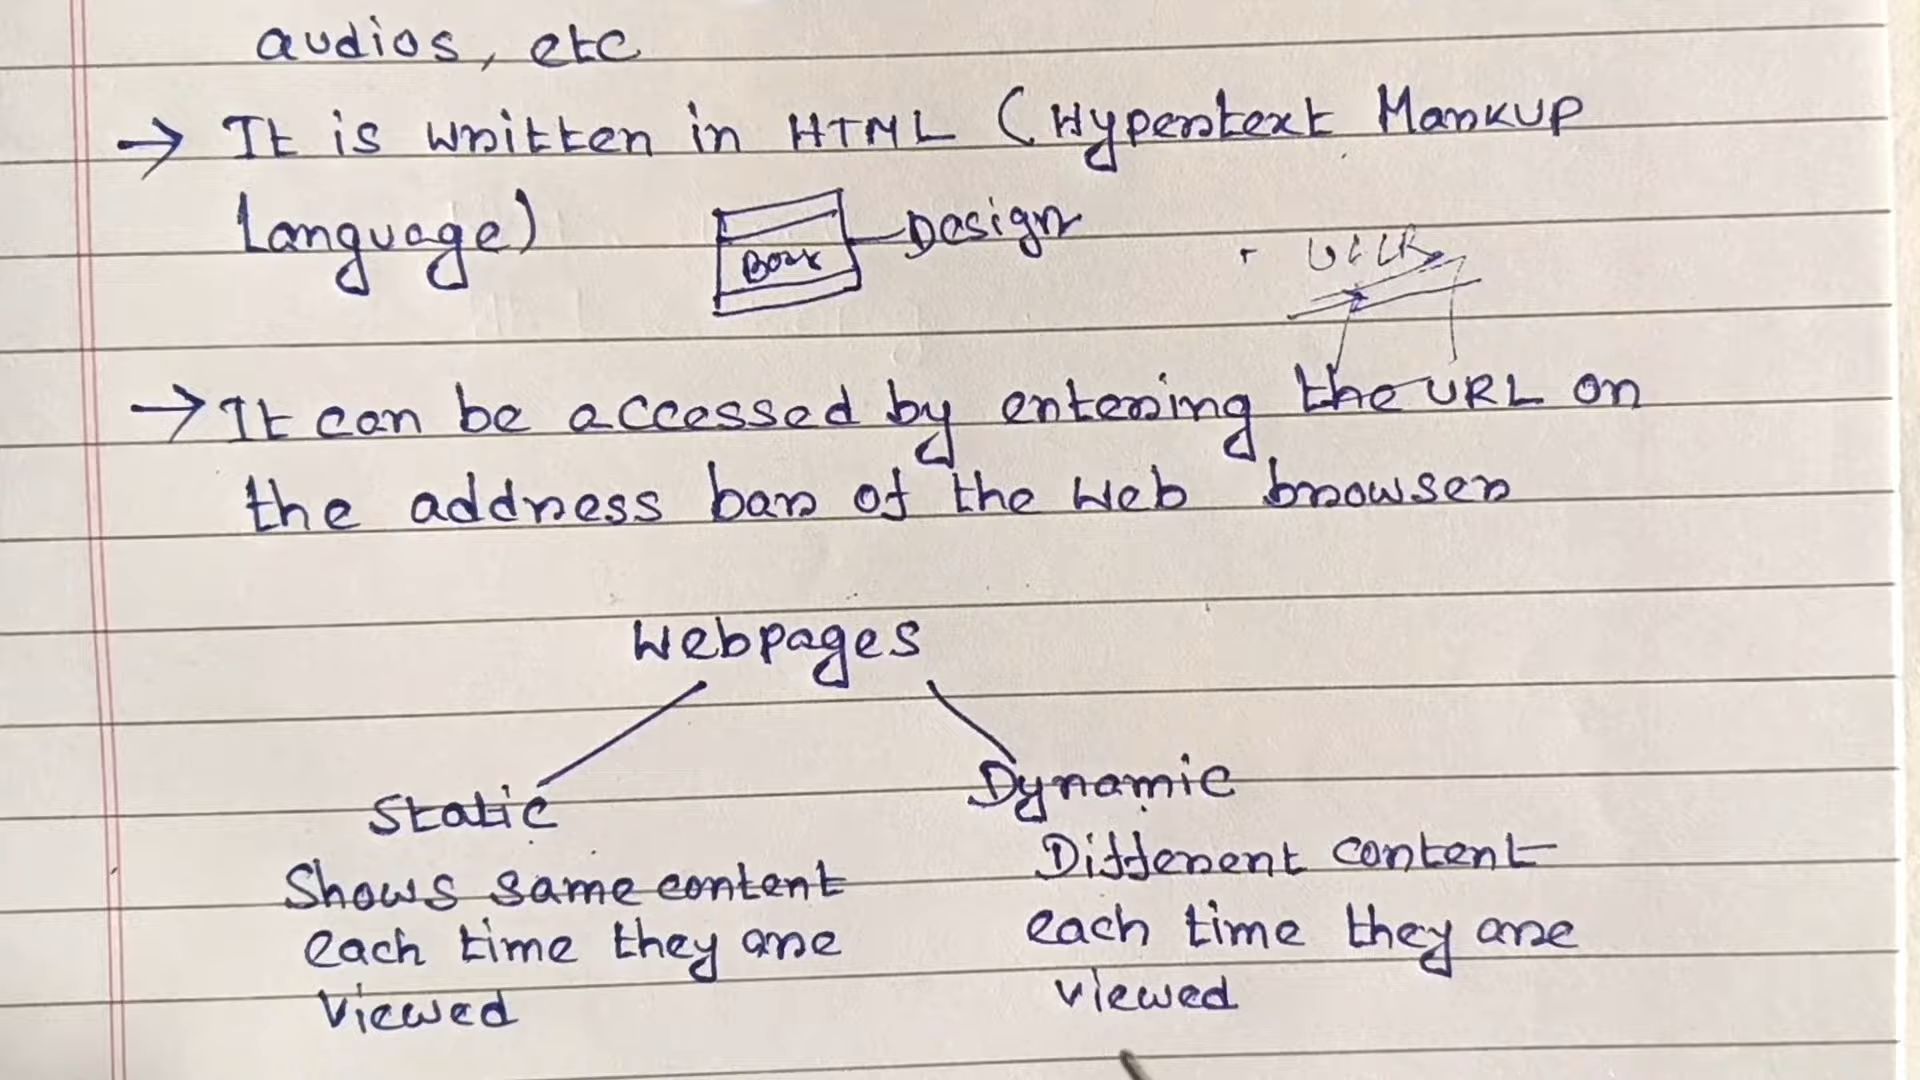 audios, etc
→ It is written in HTML (Hypertext Markup
Language)
Design
→ It can be accessed by entering the URL on
the address bar of the web browser
Webpages
Static
Dynamic
Shows same content
each time they are
viewed
Different content
each time they are
viewed